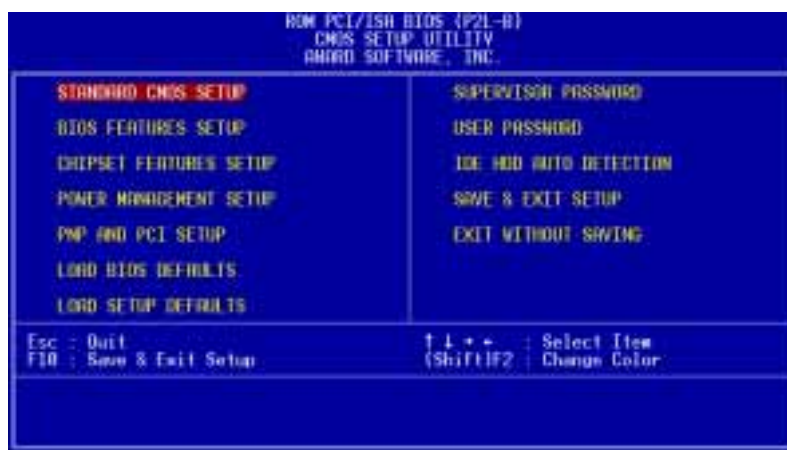 ROM PCI/ISA BIOS (P2L-B)
CMOS SETUP UTILITY
AWARD SOFTWARE, INC.
STANDARD CMOS SETUP
BIOS FEATURES SETUP
CHIPSET FEATURES SETUP
POWER MANAGEMENT SETUP
PNP AND PCI SETUP
LOAD BIOS DEFAULTS
LOAD SETUP DEFAULTS
SUPERVISOR PASSWORD
USER PASSWORD
IDE HDD AUTO DETECTION
SAVE & EXIT SETUP
EXIT WITHOUT SAVING
Esc : Quit
F10 : Save & Exit Setup
↑ ↓ → ← : Select Item
(Shift)F2 : Change Color